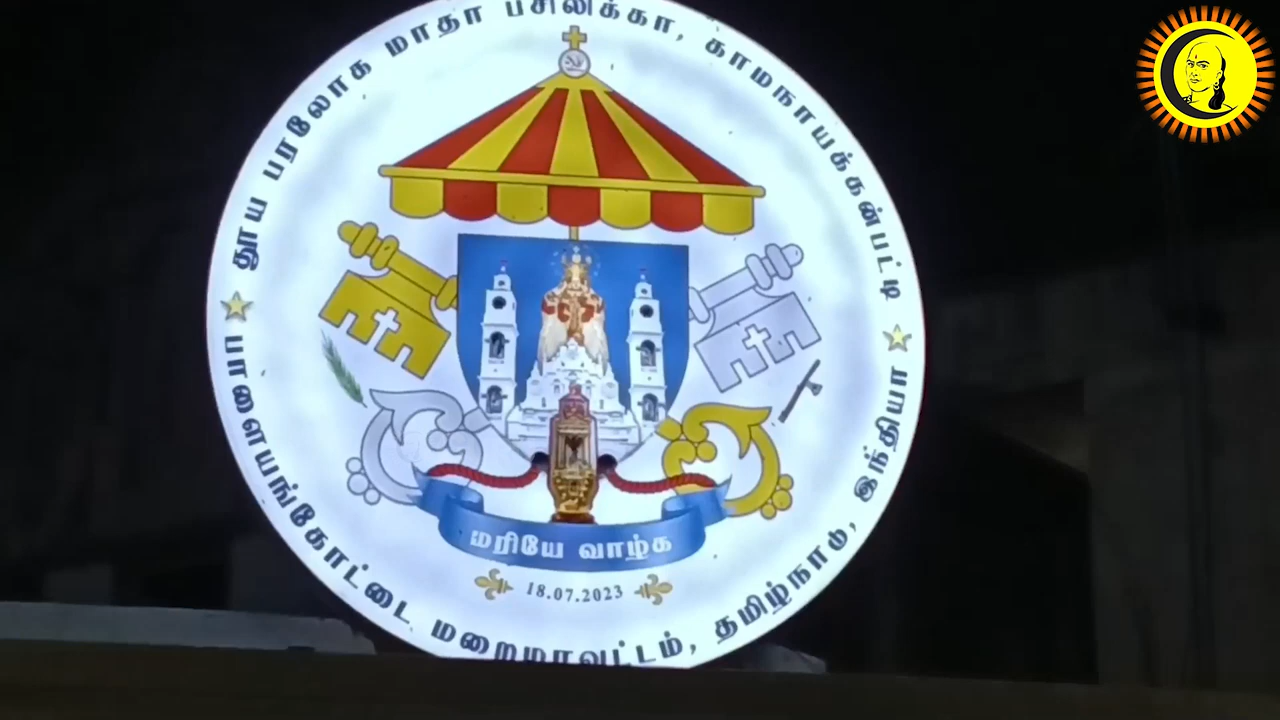 தூய பரலோக மாதா பசிலிக்கா, காமநாயக்கன்பட்டி
மரியே வாழ்க
18.07.2023
பாளையங்கோட்டை மறைமாவட்டம், தமிழ்நாடு, இந்தியா